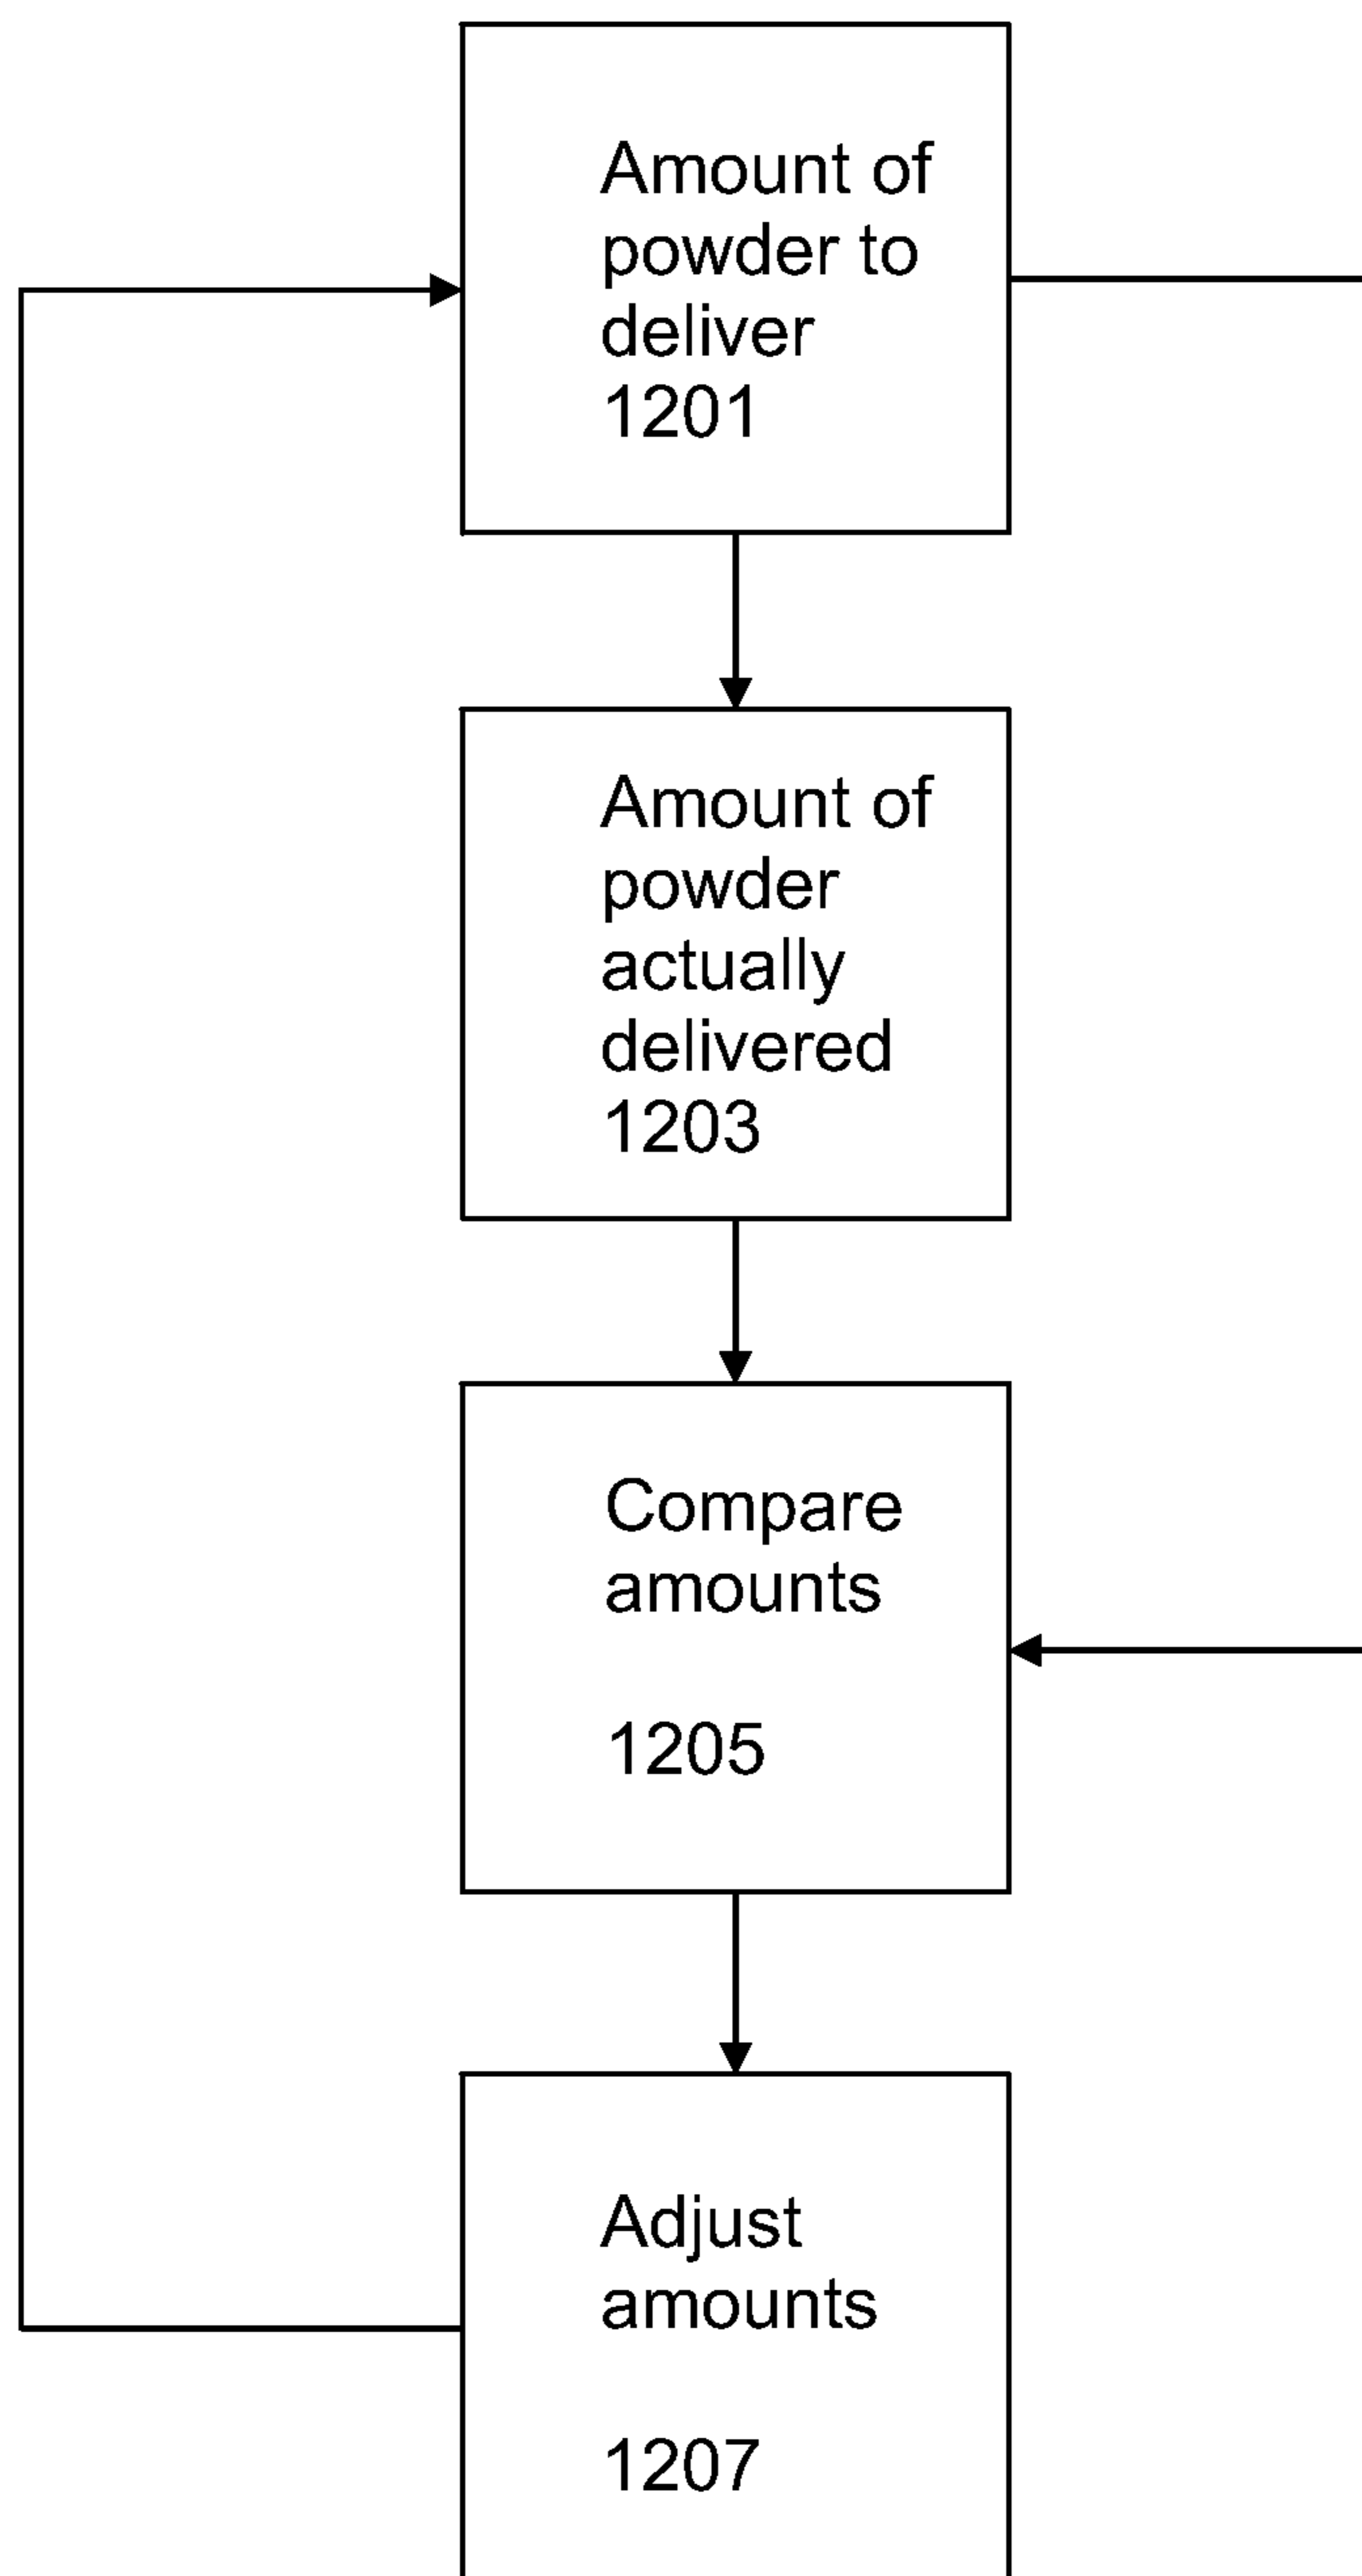 Amount of
powder to
deliver
1201
Amount of
powder
actually
delivered
1203
Compare
amounts
1205
Adjust
amounts
1207